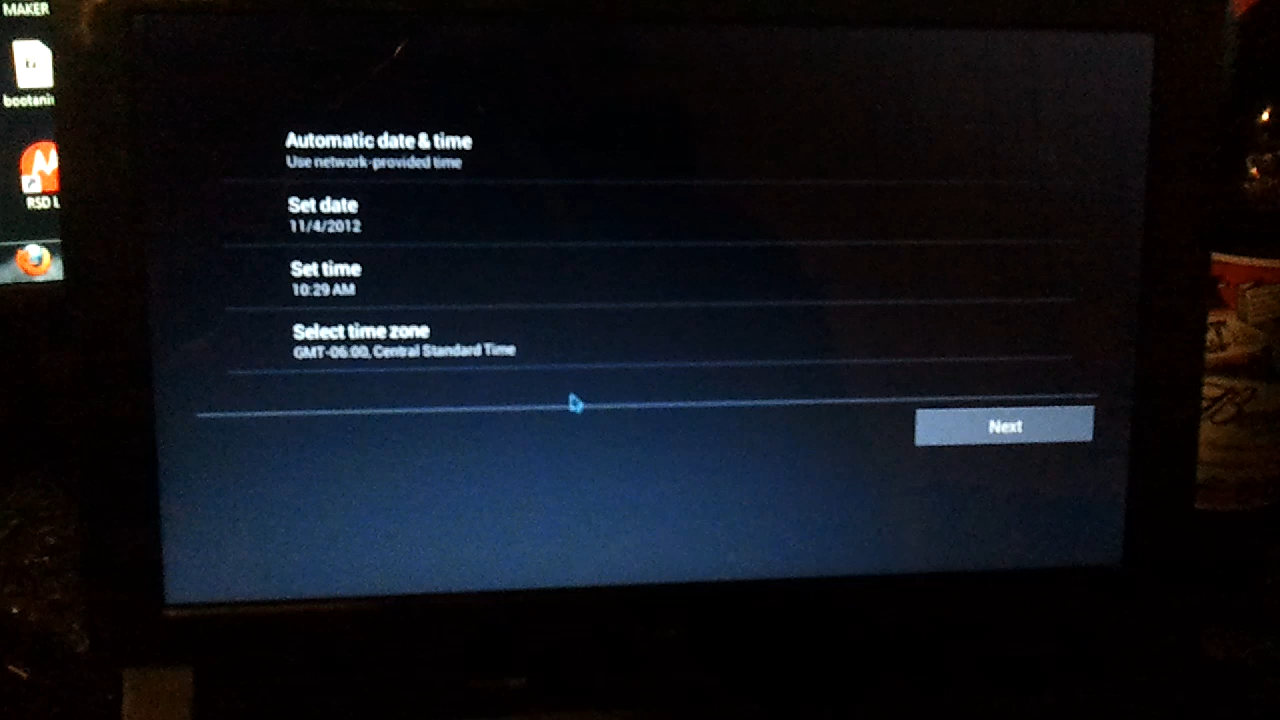 MAKER
bootani
RSD L
Automatic date & time
Use network-provided time
Set date
11/4/2012
Set time
10:29 AM
Select time zone
GMT-06:00, Central Standard Time
Next